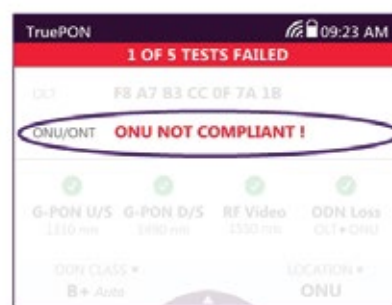 TruePON 09:23 AM
1 OF 5 TESTS FAILED
OLT F8 A7 B3 CC 0F 7A 1B
ONU/ONT ONU NOT COMPLIANT !
G-PON U/S G-PON D/S RF Video ODN Loss
1310 nm 1490 nm 1550 nm OLT▸ONU
ODN CLASS LOCATION
B+ Auto ONU